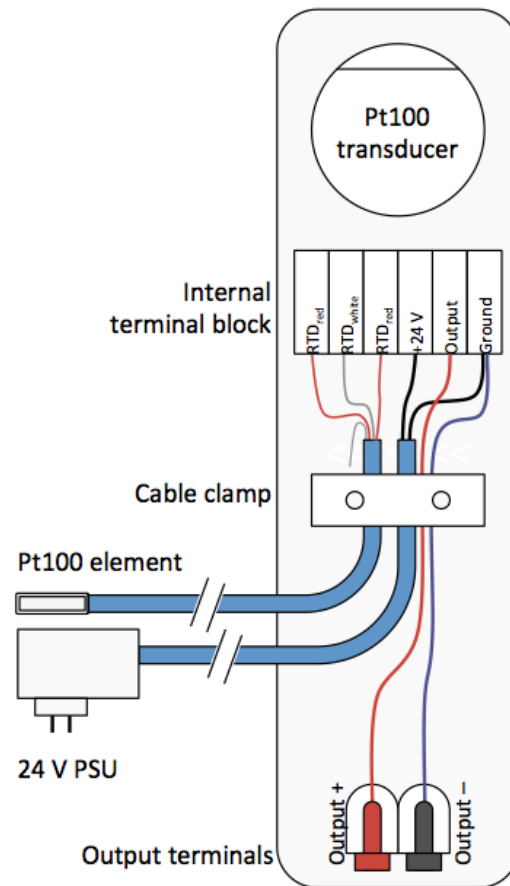 Pt100
transducer
Internal
terminal block
RTDred
RTDwhite
RTDred
+24 V
Output
Ground
Cable clamp
Pt100 element
24 V PSU
Output +
Output –
Output terminals